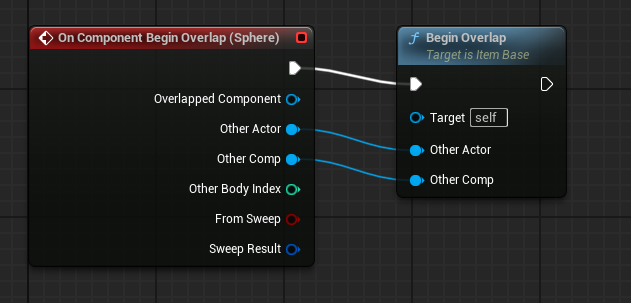 On Component Begin Overlap (Sphere)
Overlapped Component
Other Actor
Other Comp
Other Body Index
From Sweep
Sweep Result
f Begin Overlap
Target is Item Base
Target self
Other Actor
Other Comp